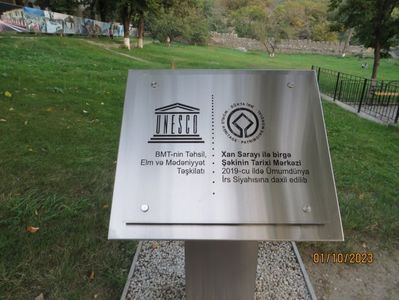 UNESCO
BMT-nin Təhsil,
Elm və Mədəniyyət
Təşkilatı
Xan Sarayı ilə birgə
Şəkinin Tarixi Mərkəzi
2019-cu ildə Ümumdünya
İrs Siyahısına daxil edilib
01/10/2023